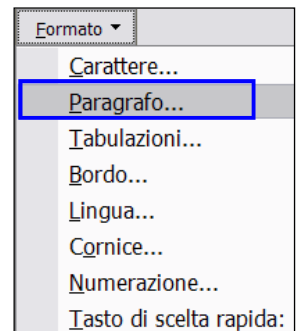 Formato
Carattere...
Paragrafo...
Tabulazioni...
Bordo...
Lingua...
Cornice...
Numerazione...
Tasto di scelta rapida: